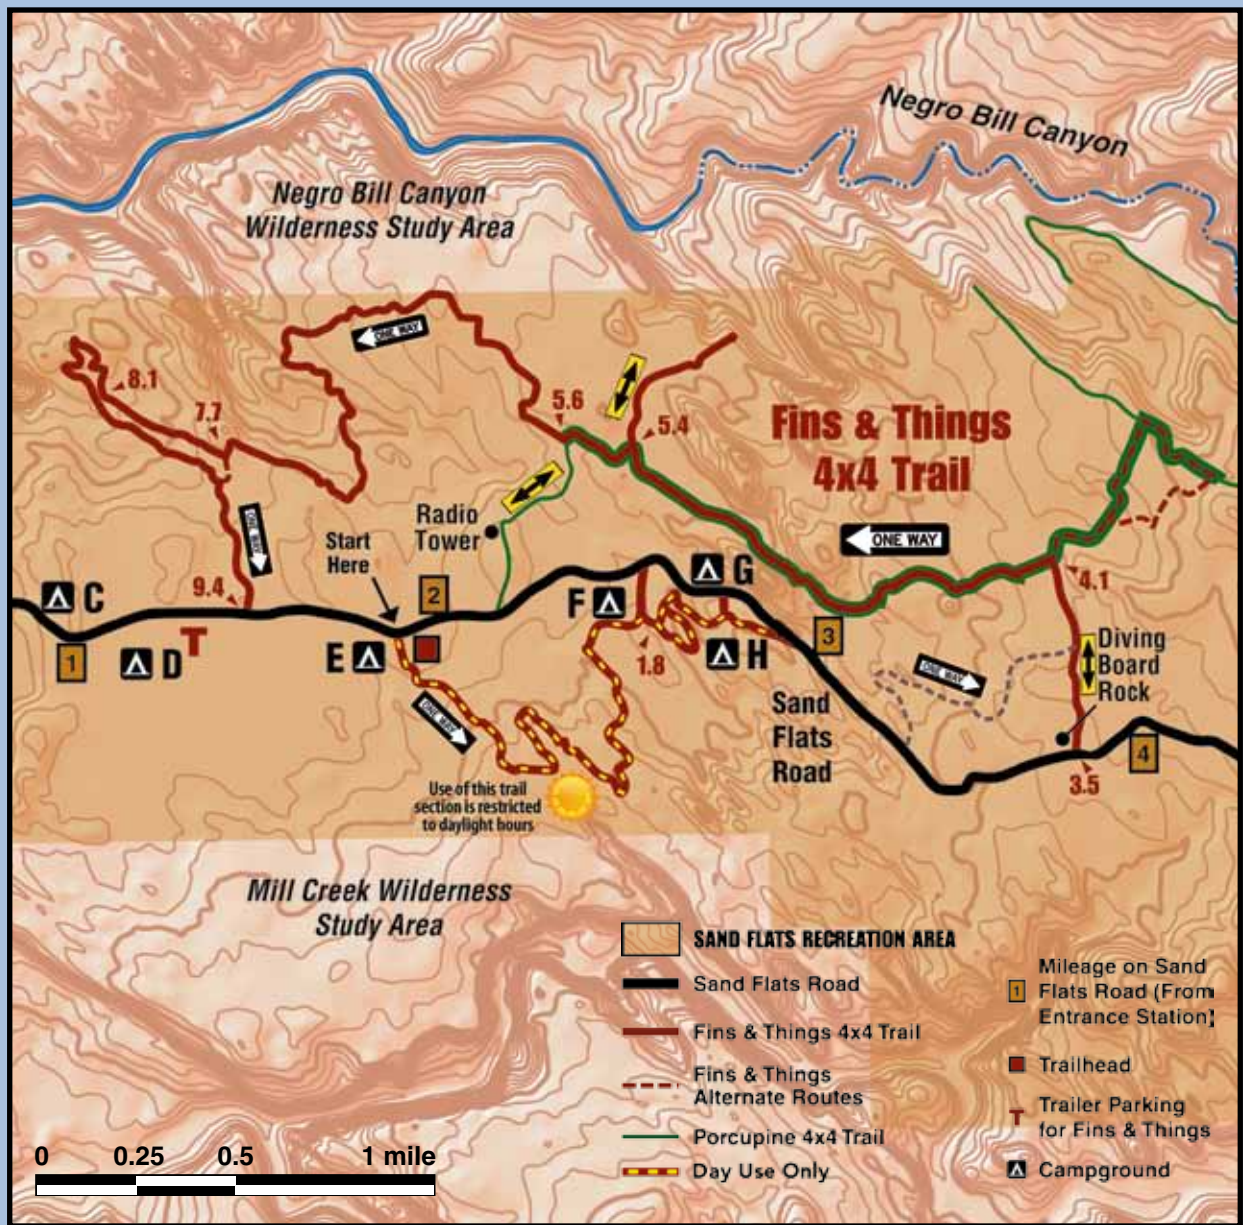 Negro Bill Canyon
Negro Bill Canyon
Wilderness Study Area
ONE WAY
8.1
7.7
5.6
5.4
Fins & Things
4x4 Trail
Radio
Tower
Start
Here
ONE WAY
ONE WAY
9.4
C
2
F
G
4.1
1
D
T
E
1.8
H
3
Diving
Board
Rock
ONE WAY
ONE WAY
Sand
Flats
Road
4
3.5
Use of this trail
section is restricted
to daylight hours
Mill Creek Wilderness
Study Area
SAND FLATS RECREATION AREA
Sand Flats Road
Fins & Things 4x4 Trail
Fins & Things
Alternate Routes
Porcupine 4x4 Trail
Day Use Only
1
Mileage on Sand
Flats Road (From
Entrance Station)
Trailhead
T
Trailer Parking
for Fins & Things
Campground
0 0.25 0.5 1 mile